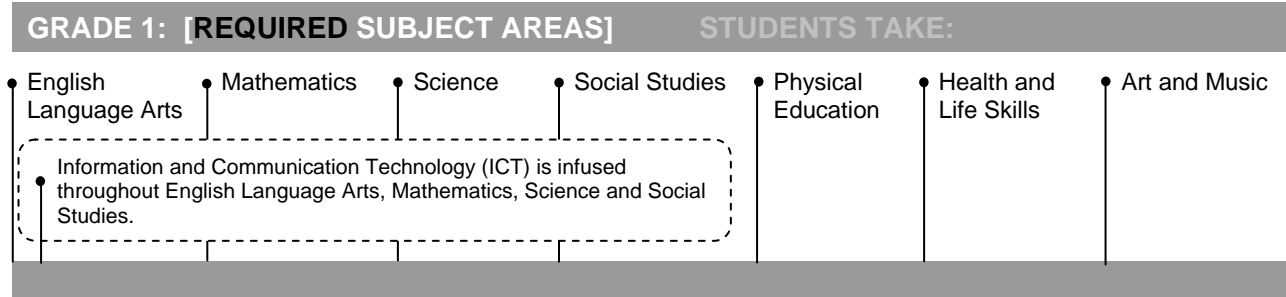 GRADE 1: [REQUIRED SUBJECT AREAS] STUDENTS TAKE:
English
Language Arts
Mathematics
Science
Social Studies
Physical
Education
Health and
Life Skills
Art and Music
Information and Communication Technology (ICT) is infused
throughout English Language Arts, Mathematics, Science and Social
Studies.